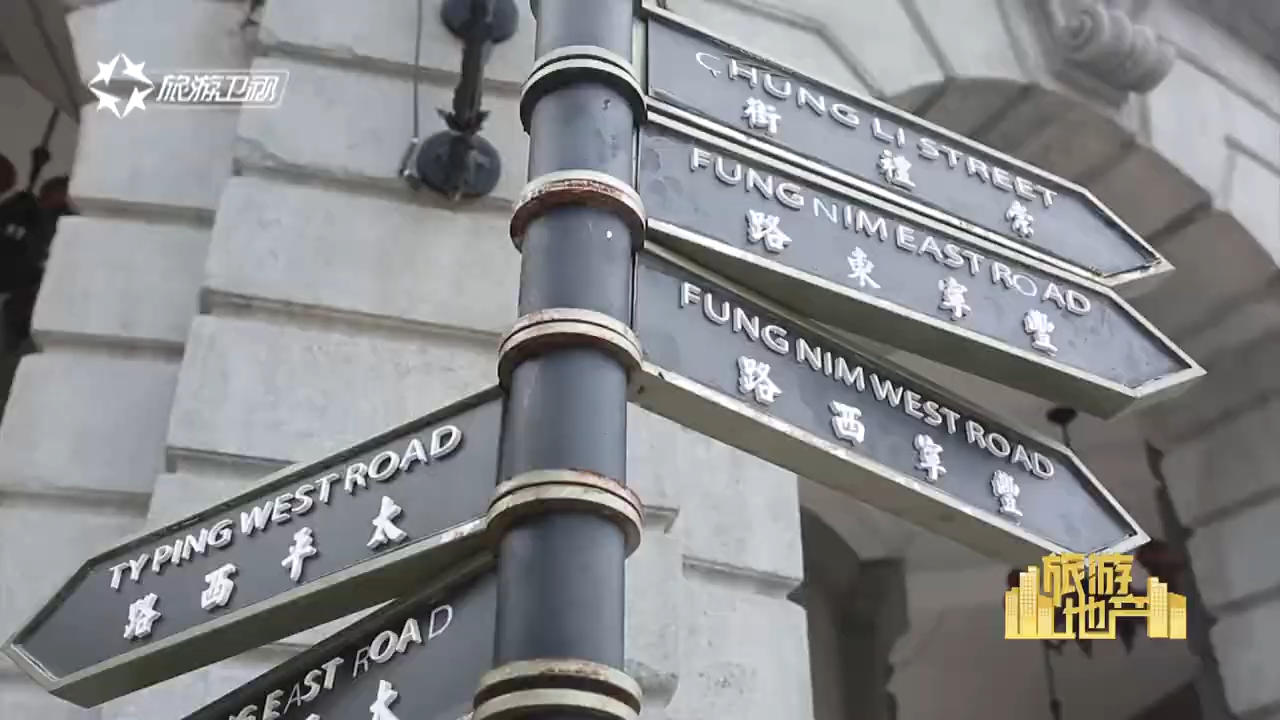 旅游卫视
CHUNG LI STREET
街禮崇
FUNG NIM EAST ROAD
路東寧豐
FUNG NIM WEST ROAD
路西寧豐
TY PING WEST ROAD
路西平太
EAST ROAD
太
旅游
地产